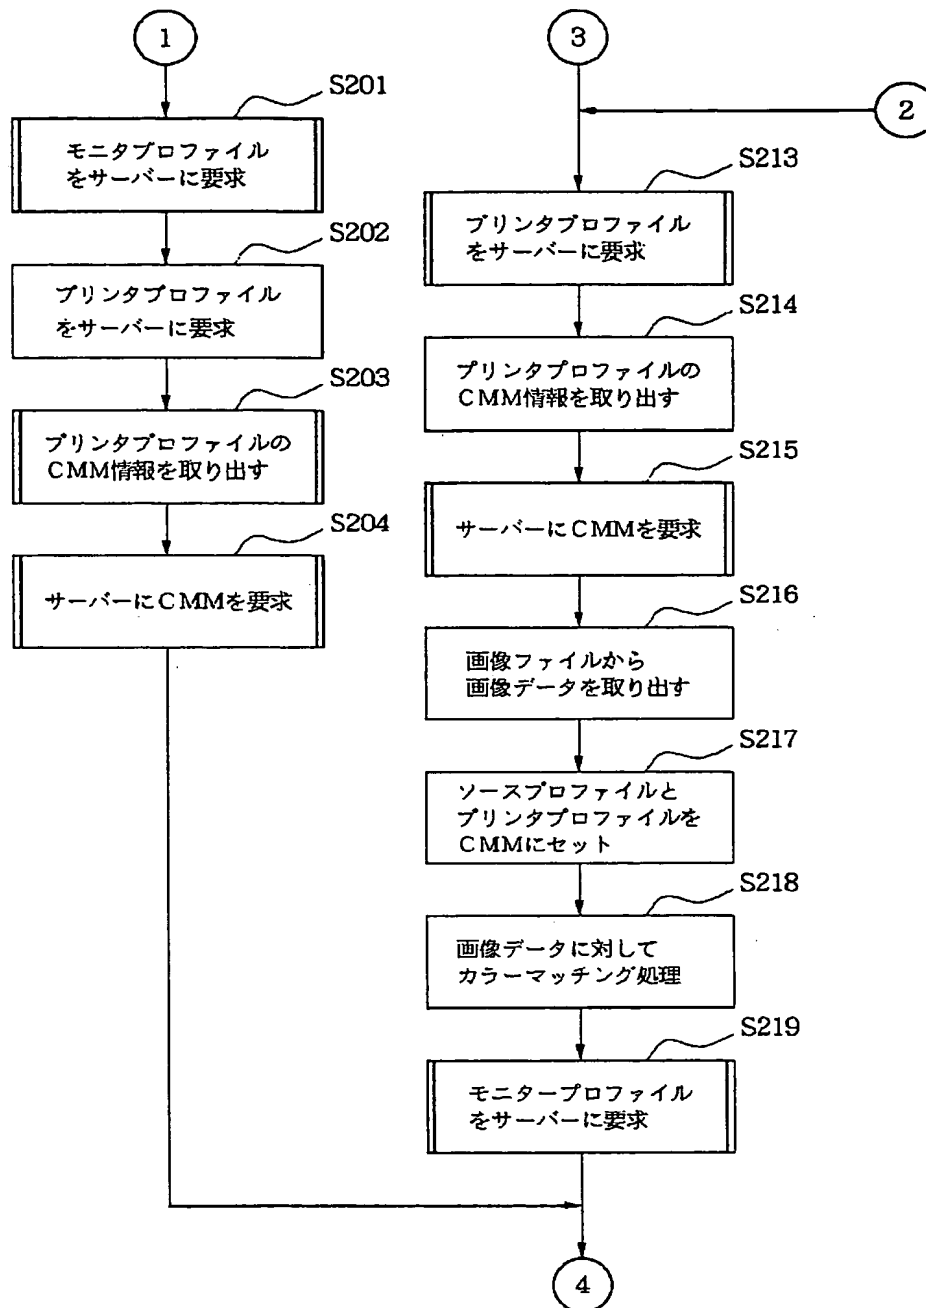 1
S201
モニタプロファイル
をサーバーに要求
S202
プリンタプロファイル
をサーバーに要求
S203
プリンタプロファイルの
CMM情報を取り出す
S204
サーバーにCMMを要求
3
2
S213
プリンタプロファイル
をサーバーに要求
S214
プリンタプロファイルの
CMM情報を取り出す
S215
サーバーにCMMを要求
S216
画像ファイルから
画像データを取り出す
S217
ソースプロファイルと
プリンタプロファイルを
CMMにセット
S218
画像データに対して
カラーマッチング処理
S219
モニタープロファイル
をサーバーに要求
4